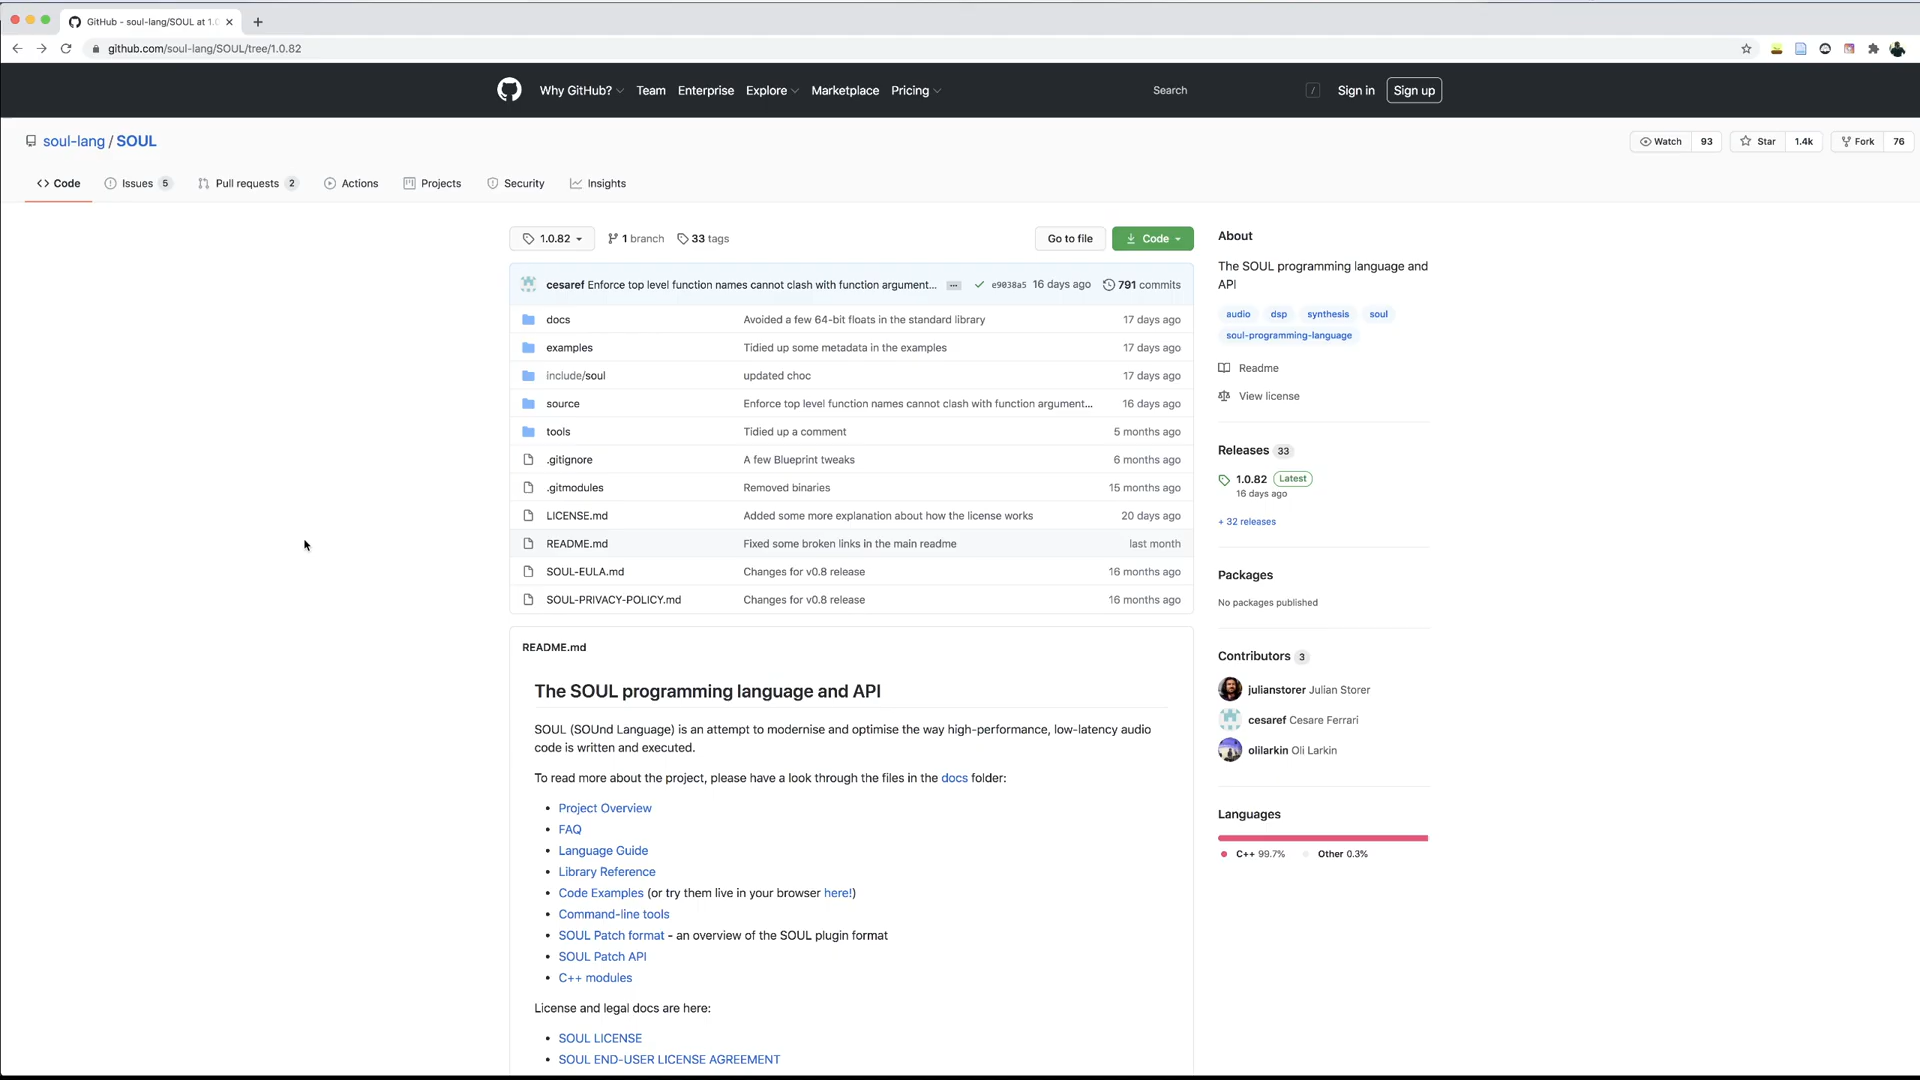 GitHub - soul-lang/SOUL at 1.0
github.com/soul-lang/SOUL/tree/1.0.82
Why GitHub? Team Enterprise Explore Marketplace Pricing Search / Sign in Sign up
soul-lang / SOUL
Watch 93 Star 1.4k Fork 76
Code Issues 5 Pull requests 2 Actions Projects Security Insights
1.0.82 1 branch 33 tags Go to file Code
cesaref Enforce top level function names cannot clash with function argument... ... e9038a5 16 days ago 791 commits
docs Avoided a few 64-bit floats in the standard library 17 days ago
examples Tidied up some metadata in the examples 17 days ago
include/soul updated choc 17 days ago
source Enforce top level function names cannot clash with function argument... 16 days ago
tools Tidied up a comment 5 months ago
.gitignore A few Blueprint tweaks 6 months ago
.gitmodules Removed binaries 15 months ago
LICENSE.md Added some more explanation about how the license works 20 days ago
README.md Fixed some broken links in the main readme last month
SOUL-EULA.md Changes for v0.8 release 16 months ago
SOUL-PRIVACY-POLICY.md Changes for v0.8 release 16 months ago
README.md
The SOUL programming language and API
SOUL (SOUnd Language) is an attempt to modernise and optimise the way high-performance, low-latency audio
code is written and executed.
To read more about the project, please have a look through the files in the docs folder:
• Project Overview
• FAQ
• Language Guide
• Library Reference
• Code Examples (or try them live in your browser here!)
• Command-line tools
• SOUL Patch format - an overview of the SOUL plugin format
• SOUL Patch API
• C++ modules
License and legal docs are here:
• SOUL LICENSE
• SOUL END-USER LICENSE AGREEMENT
About
The SOUL programming language and
API
audio dsp synthesis soul
soul-programming-language
Readme
View license
Releases 33
1.0.82 Latest
16 days ago
+ 32 releases
Packages
No packages published
Contributors 3
julianstorer Julian Storer
cesaref Cesare Ferrari
olilarkin Oli Larkin
Languages
C++ 99.7% Other 0.3%